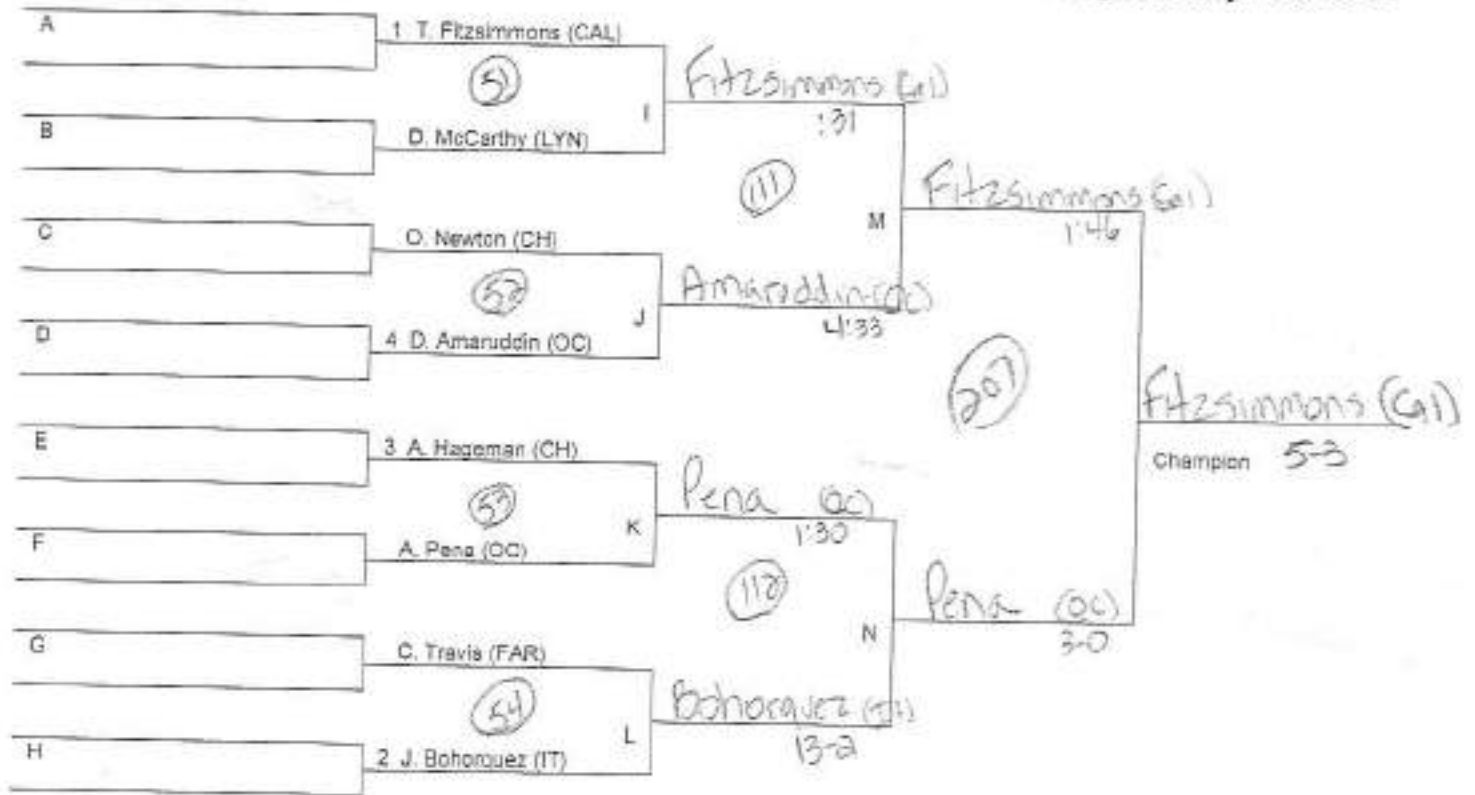 A
1 T. Fitzsimmons (CAL)
51
Fitzsimmons (Cal)
:31
I
B
D. McCarthy (LYN)
111
Fitzsimmons (Cal)
1:46
M
C
O. Newton (CH)
52
Amaruddin (OC)
4:33
J
D
4 D. Amaruddin (OC)
207
Fitzsimmons (Cal)
Champion 5-3
E
3 A. Hageman (CH)
53
Pena (OC)
1:30
K
F
A. Pena (OC)
112
Pena (OC)
3-0
N
G
C. Travis (FAR)
54
Bohorquez (IT)
13-2
L
H
2 J. Bohorquez (IT)